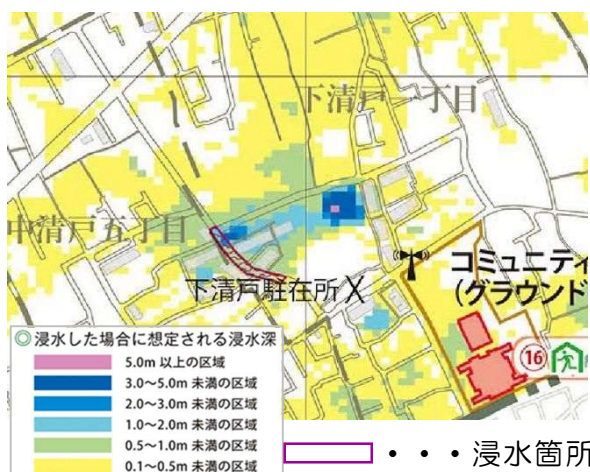 下清戸一丁目
中清戸五丁目
コミュニティ
(グラウンド
下清戸駐在所
16
◎浸水した場合に想定される浸水深
5.0m 以上の区域
3.0〜5.0m 未満の区域
2.0〜3.0m 未満の区域
1.0〜2.0m 未満の区域
0.5〜1.0m 未満の区域
0.1〜0.5m 未満の区域
・・・浸水箇所